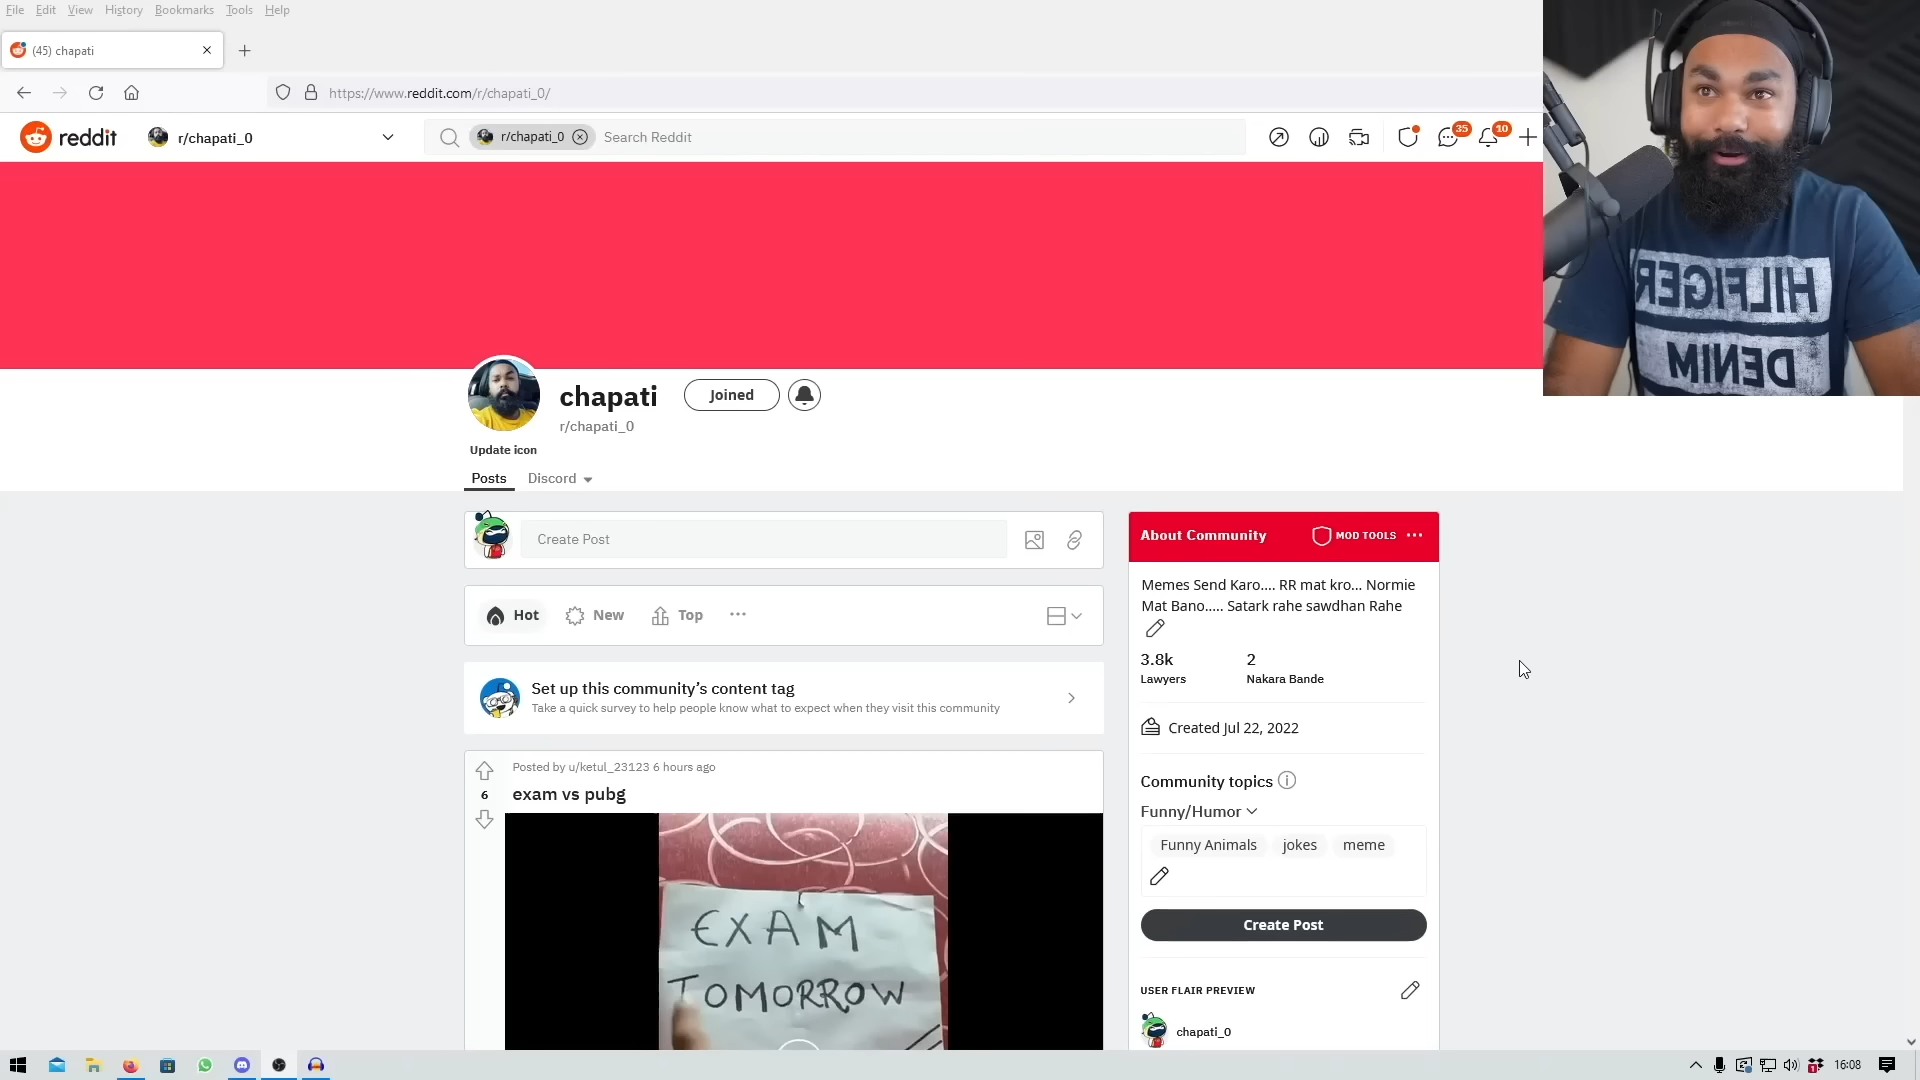 File Edit View History Bookmarks Tools Help
(45) chapati
https://www.reddit.com/r/chapati_0/
reddit r/chapati_0 r/chapati_0 Search Reddit 35 10
HILFIGER
DENIM
chapati Joined
r/chapati_0
Update icon
Posts Discord
Create Post
Hot New Top
Set up this community's content tag
Take a quick survey to help people know what to expect when they visit this community
Posted by u/ketul_23123 6 hours ago
6
exam vs pubg
EXAM
TOMORROW
About Community MOD TOOLS
Memes Send Karo.... RR mat kro... Normie
Mat Bano..... Satark rahe sawdhan Rahe
3.8k 2
Lawyers Nakara Bande
Created Jul 22, 2022
Community topics
Funny/Humor
Funny Animals jokes meme
Create Post
USER FLAIR PREVIEW
chapati_0
1 16:08